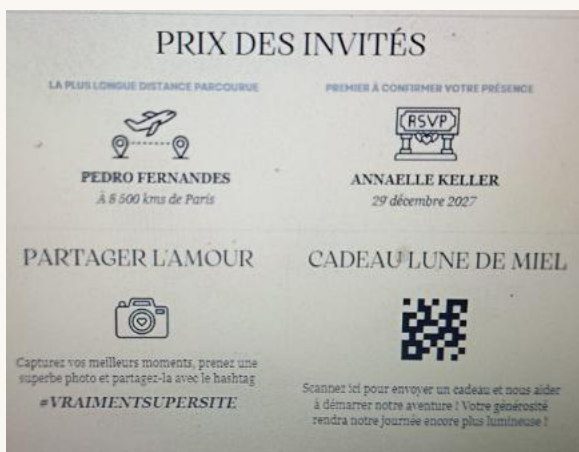 PRIX DES INVITÉS
LA PLUS LONGUE DISTANCE PARCOURUE
PEDRO FERNANDES
À 8 500 kms de Paris
PREMIER À CONFIRMER VOTRE PRÉSENCE
RSVP
ANNAELLE KELLER
29 décembre 2027
PARTAGER L'AMOUR
Capturez vos meilleurs moments, prenez une
superbe photo et partagez-la avec le hashtag
#VRAIMENTSUPERSITE
CADEAU LUNE DE MIEL
Scannez ici pour envoyer un cadeau et nous aider
à démarrer notre aventure ! Votre générosité
rendra notre journée encore plus lumineuse !